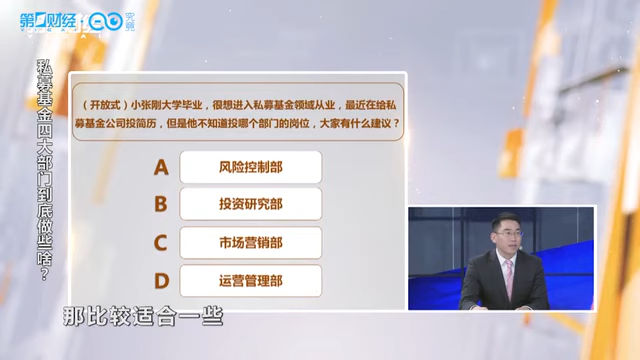 第一财经
究竟
私募基金四大部门到底做些啥?
(开放式)小张刚大学毕业,很想进入私募基金领域从业,最近在给私
募基金公司投简历,但是他不知道投哪个部门的岗位,大家有什么建议?
A 风险控制部
B 投资研究部
C 市场营销部
D 运营管理部
那比较适合一些